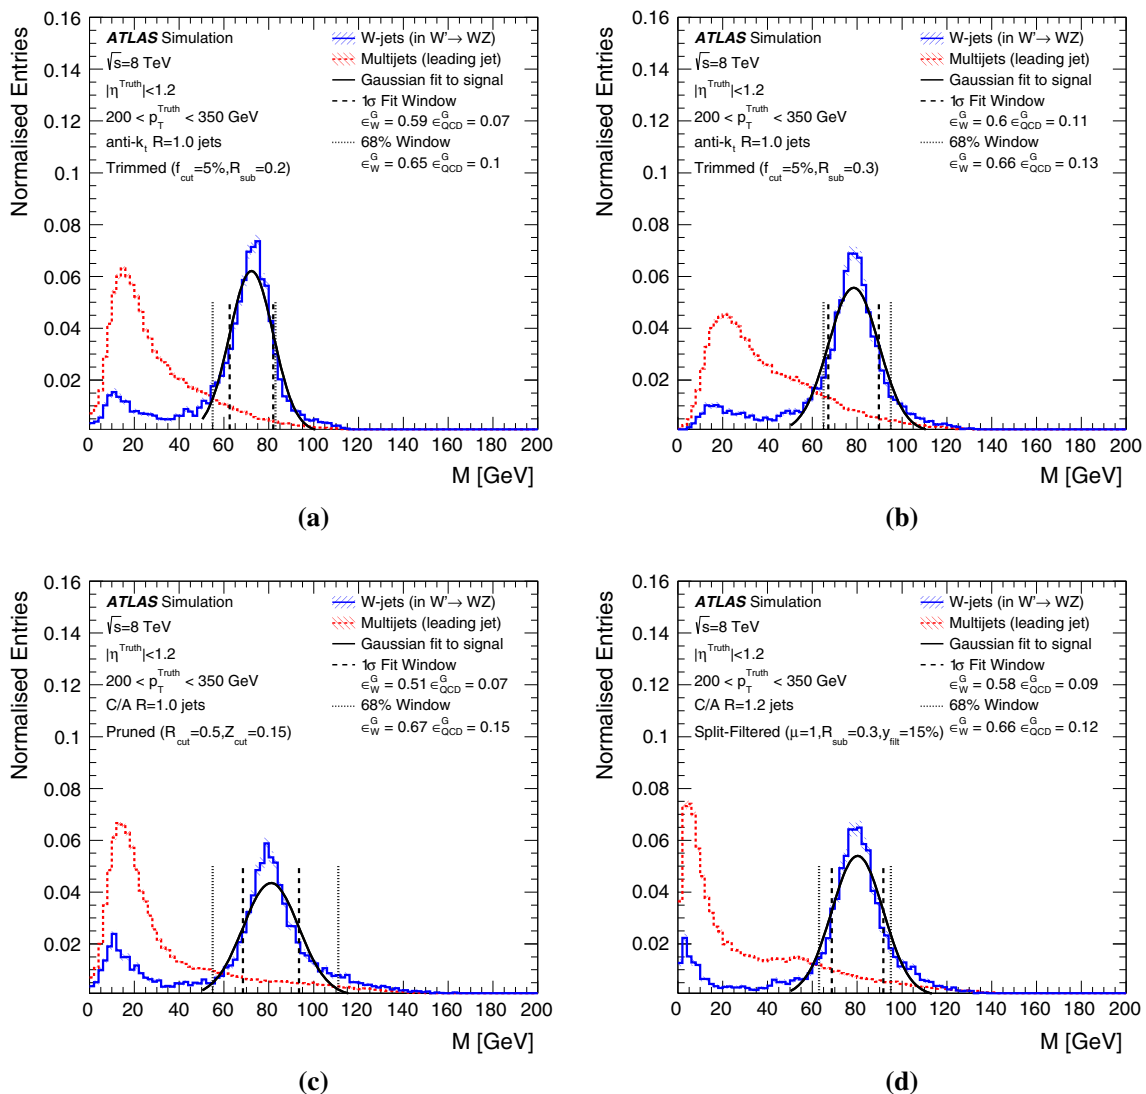 0.16
0.14
0.12
0.1
0.08
0.06
0.04
0.02
Normalised Entries
ATLAS Simulation
√s=8 TeV
|η^Truth|<1.2
200 < p_T^Truth < 350 GeV
anti-k_t R=1.0 jets
Trimmed (f_cut=5%,R_sub=0.2)
W-jets (in W'→ WZ)
Multijets (leading jet)
Gaussian fit to signal
1σ Fit Window
ϵ_W^G = 0.59 ϵ_QCD^G = 0.07
68% Window
ϵ_W^G = 0.65 ϵ_QCD^G = 0.1
0 20 40 60 80 100 120 140 160 180 200
M [GeV]
(a)
0.16
0.14
0.12
0.1
0.08
0.06
0.04
0.02
Normalised Entries
ATLAS Simulation
√s=8 TeV
|η^Truth|<1.2
200 < p_T^Truth < 350 GeV
anti-k_t R=1.0 jets
Trimmed (f_cut=5%,R_sub=0.3)
W-jets (in W'→ WZ)
Multijets (leading jet)
Gaussian fit to signal
1σ Fit Window
ϵ_W^G = 0.6 ϵ_QCD^G = 0.11
68% Window
ϵ_W^G = 0.66 ϵ_QCD^G = 0.13
0 20 40 60 80 100 120 140 160 180 200
M [GeV]
(b)
0.16
0.14
0.12
0.1
0.08
0.06
0.04
0.02
Normalised Entries
ATLAS Simulation
√s=8 TeV
|η^Truth|<1.2
200 < p_T^Truth < 350 GeV
C/A R=1.0 jets
Pruned (R_cut=0.5,Z_cut=0.15)
W-jets (in W'→ WZ)
Multijets (leading jet)
Gaussian fit to signal
1σ Fit Window
ϵ_W^G = 0.51 ϵ_QCD^G = 0.07
68% Window
ϵ_W^G = 0.67 ϵ_QCD^G = 0.15
0 20 40 60 80 100 120 140 160 180 200
M [GeV]
(c)
0.16
0.14
0.12
0.1
0.08
0.06
0.04
0.02
Normalised Entries
ATLAS Simulation
√s=8 TeV
|η^Truth|<1.2
200 < p_T^Truth < 350 GeV
C/A R=1.2 jets
Split-Filtered (μ=1,R_sub=0.3,y_filt=15%)
W-jets (in W'→ WZ)
Multijets (leading jet)
Gaussian fit to signal
1σ Fit Window
ϵ_W^G = 0.58 ϵ_QCD^G = 0.09
68% Window
ϵ_W^G = 0.66 ϵ_QCD^G = 0.12
0 20 40 60 80 100 120 140 160 180 200
M [GeV]
(d)